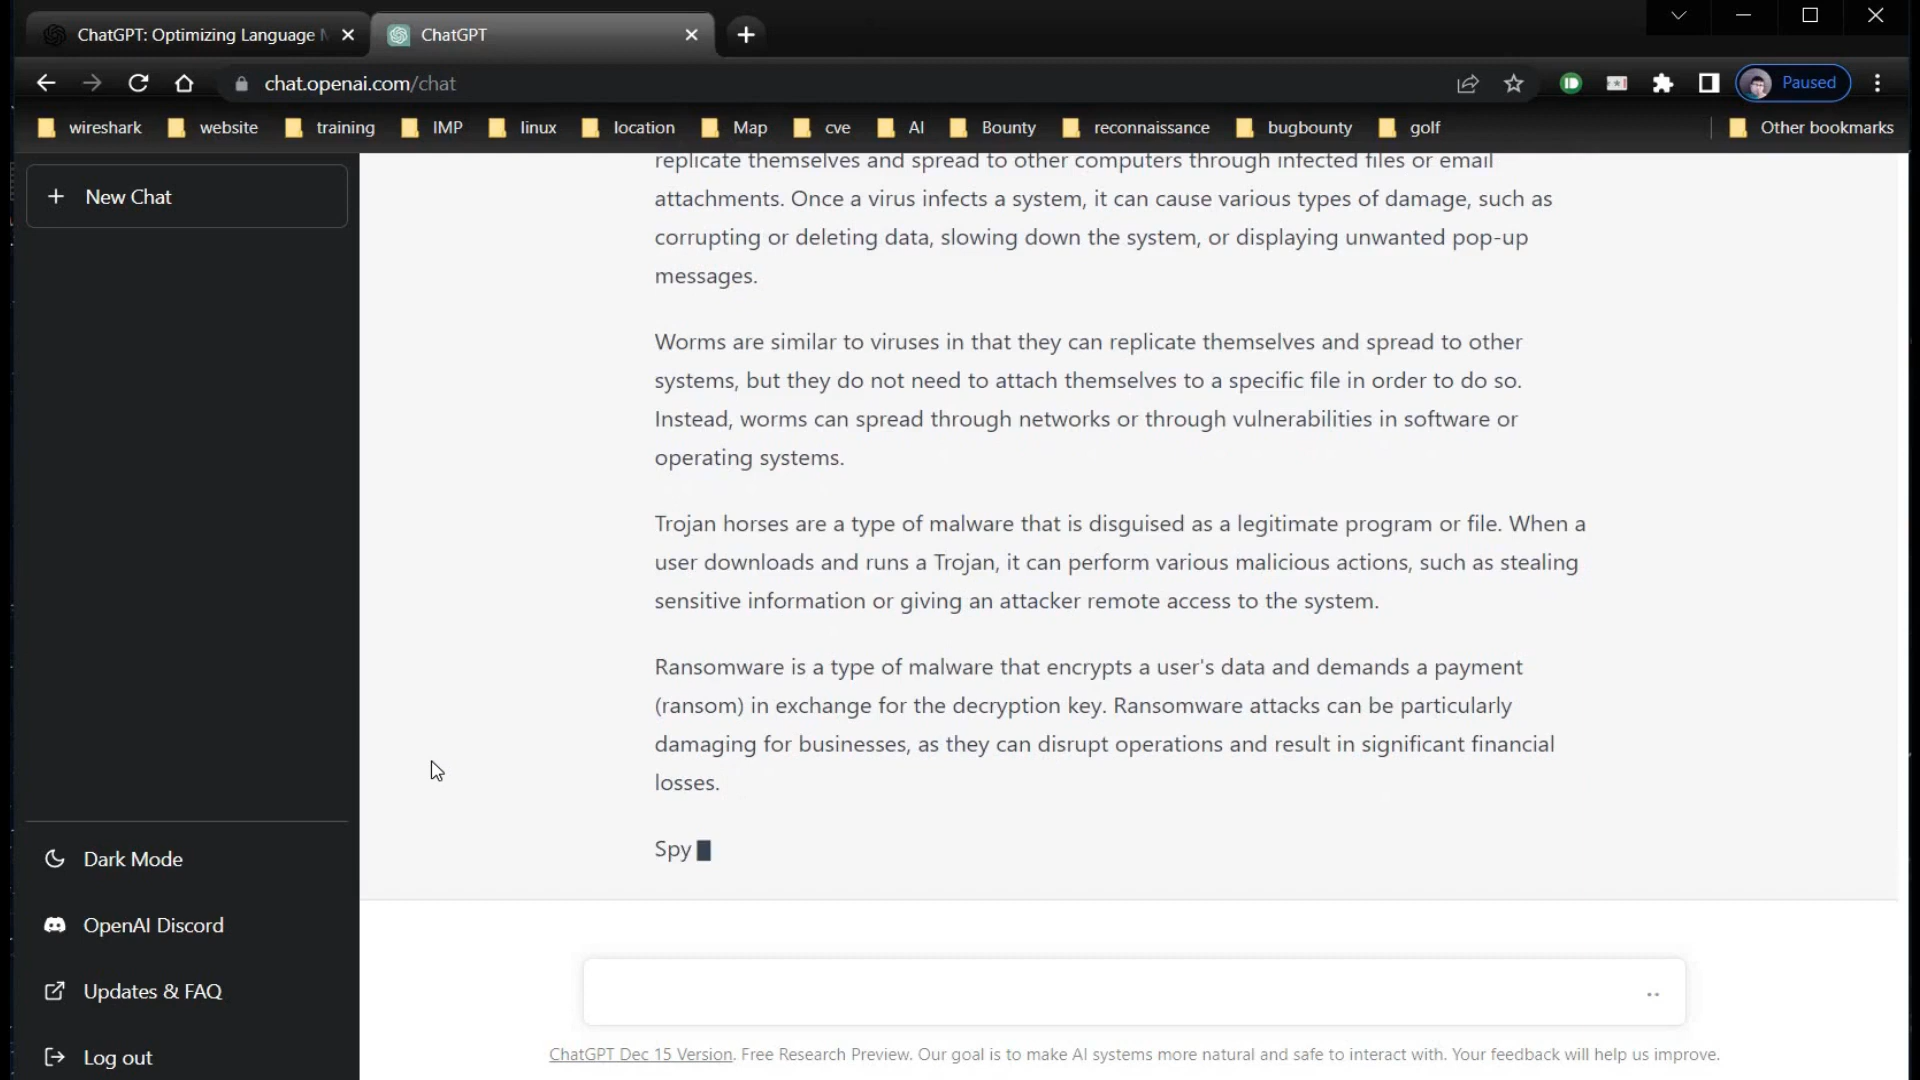 ChatGPT: Optimizing Language
ChatGPT
chat.openai.com/chat
Paused
wireshark
website
training
IMP
linux
location
Map
cve
AI
Bounty
reconnaissance
bugbounty
golf
Other bookmarks
New Chat
replicate themselves and spread to other computers through infected files or email
attachments. Once a virus infects a system, it can cause various types of damage, such as
corrupting or deleting data, slowing down the system, or displaying unwanted pop-up
messages.
Worms are similar to viruses in that they can replicate themselves and spread to other
systems, but they do not need to attach themselves to a specific file in order to do so.
Instead, worms can spread through networks or through vulnerabilities in software or
operating systems.
Trojan horses are a type of malware that is disguised as a legitimate program or file. When a
user downloads and runs a Trojan, it can perform various malicious actions, such as stealing
sensitive information or giving an attacker remote access to the system.
Ransomware is a type of malware that encrypts a user's data and demands a payment
(ransom) in exchange for the decryption key. Ransomware attacks can be particularly
damaging for businesses, as they can disrupt operations and result in significant financial
losses.
Spy
Dark Mode
OpenAI Discord
Updates & FAQ
Log out
ChatGPT Dec 15 Version. Free Research Preview. Our goal is to make AI systems more natural and safe to interact with. Your feedback will help us improve.